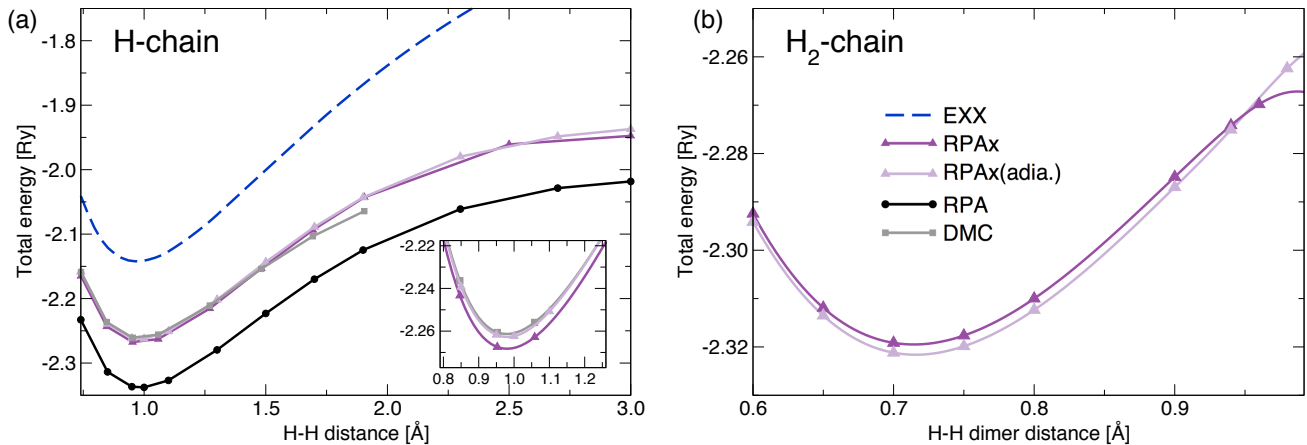 (a)
H-chain
Total energy [Ry]
-1.8
-1.9
-2.0
-2.1
-2.2
-2.3
1.0
1.5
2.0
2.5
3.0
H-H distance [Å]
-2.22
-2.24
-2.26
0.8
0.9
1.0
1.1
1.2
(b)
H2-chain
Total energy [Ry]
-2.26
-2.28
-2.30
-2.32
0.6
0.7
0.8
0.9
H-H dimer distance [Å]
EXX
RPAx
RPAx(adia.)
RPA
DMC